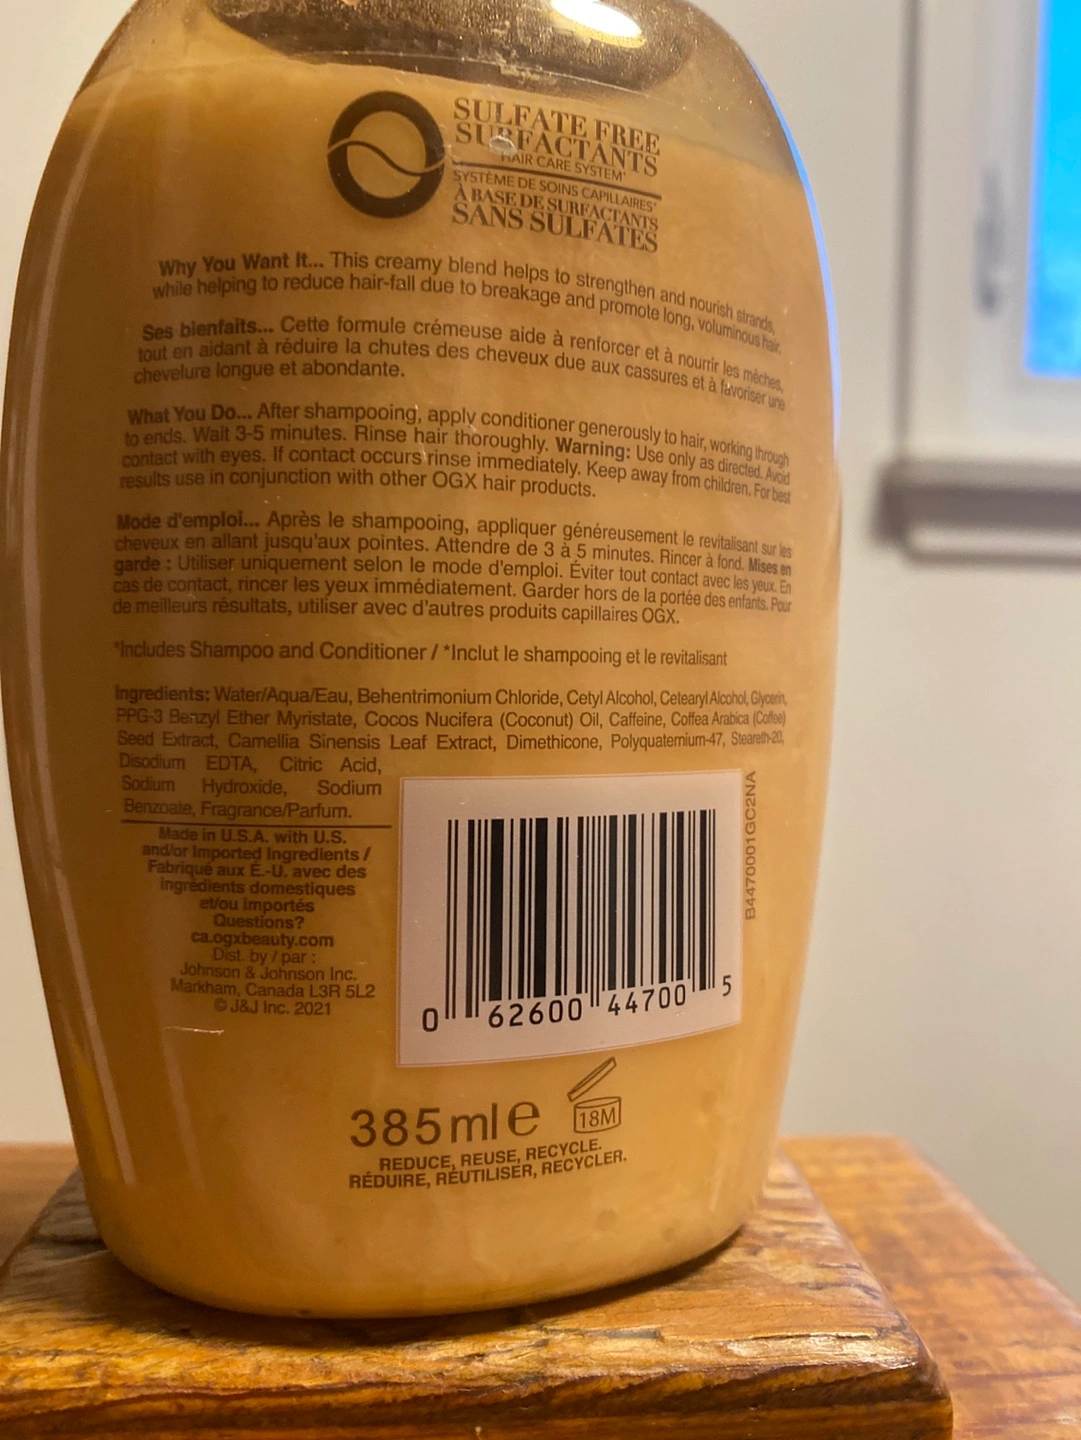 SULFATE FREE
SURFACTANTS
HAIR CARE SYSTEM*
SYSTÈME DE SOINS CAPILLAIRES*
À BASE DE SURFACTANTS
SANS SULFATES
Why You Want It... This creamy blend helps to strengthen and nourish strands,
while helping to reduce hair-fall due to breakage and promote long, voluminous hair.
Ses bienfaits... Cette formule crémeuse aide à renforcer et à nourrir les mèches,
tout en aidant à réduire la chutes des cheveux due aux cassures et à favoriser une
chevelure longue et abondante.
What You Do... After shampooing, apply conditioner generously to hair, working through
to ends. Wait 3-5 minutes. Rinse hair thoroughly. Warning: Use only as directed. Avoid
contact with eyes. If contact occurs rinse immediately. Keep away from children. For best
results use in conjunction with other OGX hair products.
Mode d'emploi... Après le shampooing, appliquer généreusement le revitalisant sur les
cheveux en allant jusqu'aux pointes. Attendre de 3 à 5 minutes. Rincer à fond. Mises en
garde : Utiliser uniquement selon le mode d'emploi. Éviter tout contact avec les yeux. En
cas de contact, rincer les yeux immédiatement. Garder hors de la portée des enfants. Pour
de meilleurs résultats, utiliser avec d'autres produits capillaires OGX.
*Includes Shampoo and Conditioner / *Inclut le shampooing et le revitalisant
Ingredients: Water/Aqua/Eau, Behentrimonium Chloride, Cetyl Alcohol, Cetearyl Alcohol, Glycerin,
PPG-3 Benzyl Ether Myristate, Cocos Nucifera (Coconut) Oil, Caffeine, Coffea Arabica (Coffee)
Seed Extract, Camellia Sinensis Leaf Extract, Dimethicone, Polyquaternium-47, Steareth-20,
Disodium EDTA, Citric Acid,
Sodium Hydroxide, Sodium
Benzoate, Fragrance/Parfum.
Made in U.S.A. with U.S.
and/or Imported Ingredients /
Fabriqué aux É.-U. avec des
ingrédients domestiques
et/ou importés
Questions?
ca.ogxbeauty.com
Dist. by / par :
Johnson & Johnson Inc.
Markham, Canada L3R 5L2
© J&J Inc. 2021
B4470001GC2NA
0 62600 44700 5
385 ml e
18M
REDUCE, REUSE, RECYCLE.
RÉDUIRE, RÉUTILISER, RECYCLER.